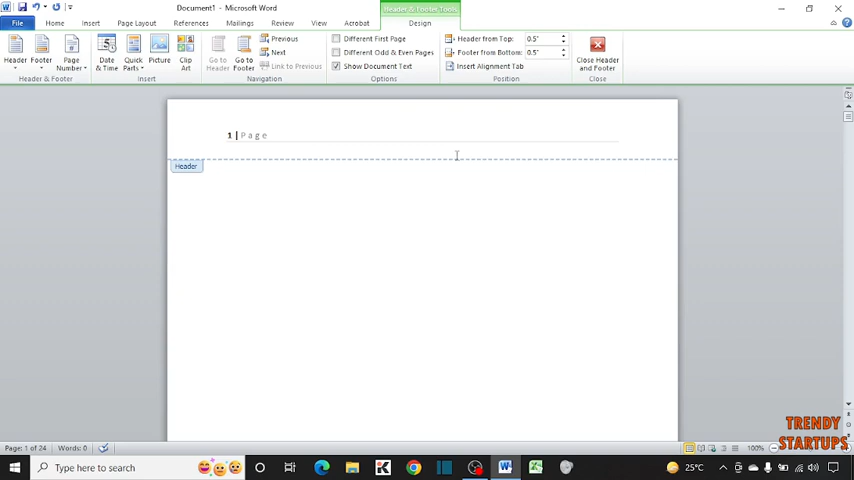 Document1 - Microsoft Word
Header & Footer Tools
File Home Insert Page Layout References Mailings Review View Acrobat Design
Header Footer Page Number
Date & Time Quick Parts Picture Clip Art
Go to Header Go to Footer
Previous
Next
Link to Previous
Different First Page
Different Odd & Even Pages
Show Document Text
Header from Top: 0.5"
Footer from Bottom: 0.5"
Insert Alignment Tab
Close Header and Footer
Header & Footer Insert Navigation Options Position Close
1 | Page
Header
TRENDY
STARTUPS
Page: 1 of 24 Words: 0 100%
Type here to search 25°C